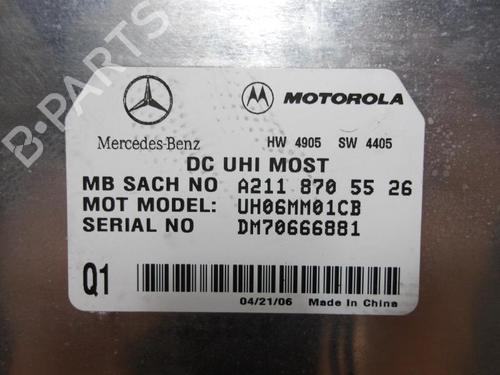 B-PARTS
MOTOROLA
Mercedes-Benz HW 4905 SW 4405
DC UHI MOST
MB SACH NO A211 870 55 26
MOT MODEL: UH06MM01CB
SERIAL NO DM70666881
Q1
04/21/06 Made In China